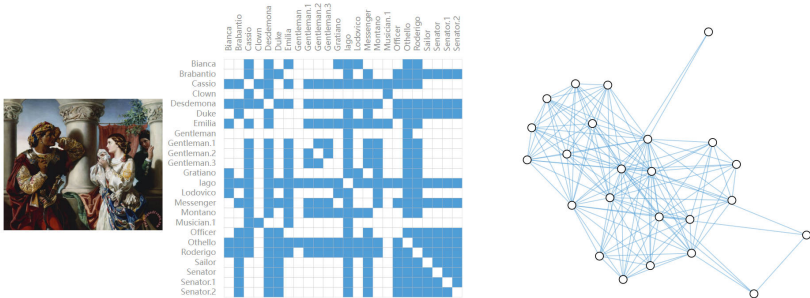 Bianca
Brabantio
Cassio
Clown
Desdemona
Duke
Emilia
Gentleman
Gentleman.1
Gentleman.2
Gentleman.3
Gratiano
Iago
Lodovico
Messenger
Montano
Musician.1
Officer
Othello
Roderigo
Sailor
Senator
Senator.1
Senator.2
Bianca
Brabantio
Cassio
Clown
Desdemona
Duke
Emilia
Gentleman
Gentleman.1
Gentleman.2
Gentleman.3
Gratiano
Iago
Lodovico
Messenger
Montano
Musician.1
Officer
Othello
Roderigo
Sailor
Senator
Senator.1
Senator.2